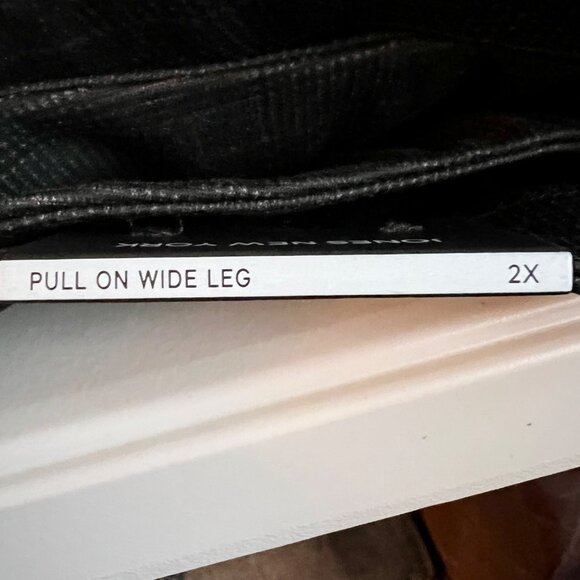 JONES NEW YORK
PULL ON WIDE LEG 2X